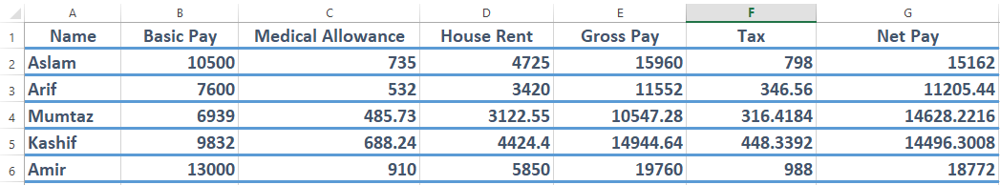 A B C D E F G
1 Name Basic Pay Medical Allowance House Rent Gross Pay Tax Net Pay
2 Aslam 10500 735 4725 15960 798 15162
3 Arif 7600 532 3420 11552 346.56 11205.44
4 Mumtaz 6939 485.73 3122.55 10547.28 316.4184 14628.2216
5 Kashif 9832 688.24 4424.4 14944.64 448.3392 14496.3008
6 Amir 13000 910 5850 19760 988 18772